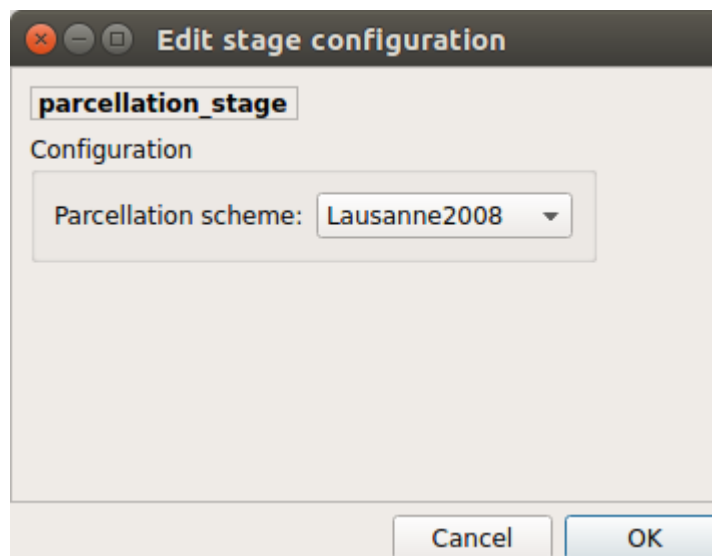 Edit stage configuration
parcellation_stage
Configuration
Parcellation scheme: Lausanne2008
Cancel OK